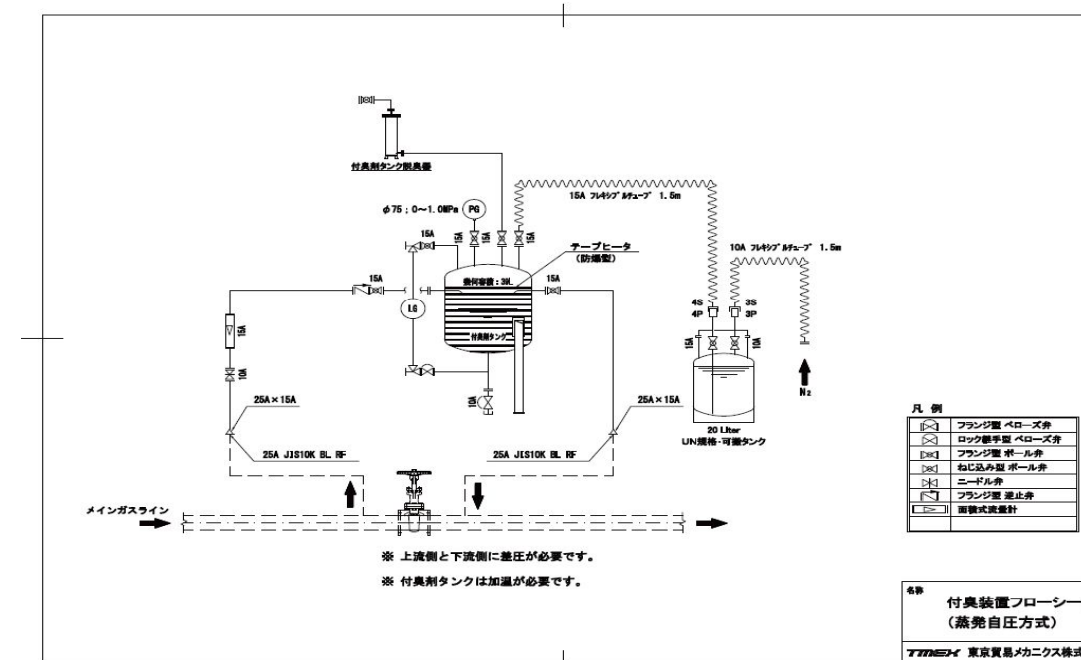 付臭剤タンク脱臭器
15A フレキシブルチューブ 1.5m
φ75 ; 0～1.0MPa
PG
15A
15A
15A
15A
テープヒータ
(防爆型)
10A フレキシブルチューブ 1.5m
15A
幾何容積 : 39L
15A
LG
4S
4P
3S
3P
15A
付臭剤タンク
15A
10A
10A
10A
N₂
25A×15A
25A×15A
凡 例
フランジ型 ベローズ弁
20 Liter
UN規格・可搬タンク
ロック継手型 ベローズ弁
25A JIS10K BL RF
25A JIS10K BL RF
フランジ型 ボール弁
ねじ込み型 ボール弁
ニードル弁
フランジ型 逆止弁
面積式流量計
メインガスライン
※ 上流側と下流側に差圧が必要です。
※ 付臭剤タンクは加温が必要です。
名称
付臭装置フローシー
(蒸発自圧方式)
TMEX 東京貿易メカニクス株式